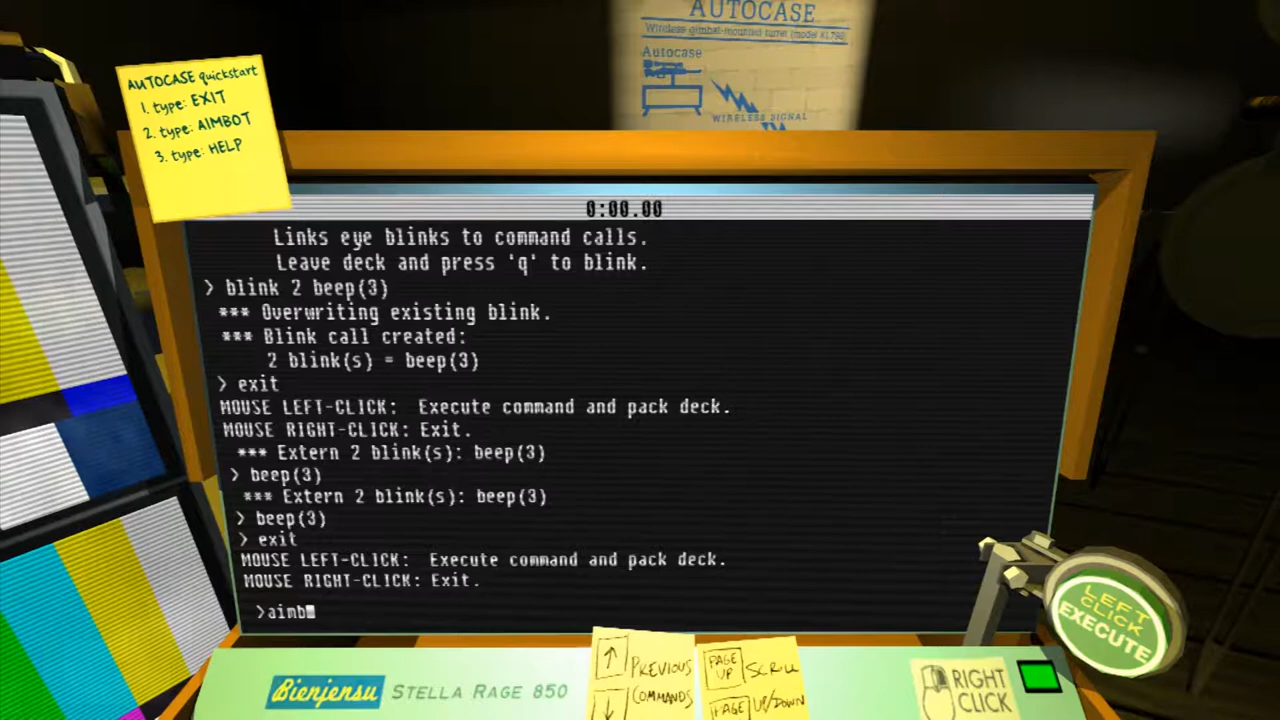 AUTOCASE
Wireless gimbal-mounted turret (model XL798)
Autocase
WIRELESS SIGNAL
AUTOCASE quickstart
1. type: EXIT
2. type: AIMBOT
3. type: HELP
0:00.00
Links eye blinks to command calls.
Leave deck and press 'q' to blink.
> blink 2 beep(3)
*** Overwriting existing blink.
*** Blink call created:
2 blink(s) = beep(3)
> exit
MOUSE LEFT-CLICK: Execute command and pack deck.
MOUSE RIGHT-CLICK: Exit.
*** Extern 2 blink(s): beep(3)
> beep(3)
*** Extern 2 blink(s): beep(3)
> beep(3)
> exit
MOUSE LEFT-CLICK: Execute command and pack deck.
MOUSE RIGHT-CLICK: Exit.
>aimb
LEFT
CLICK
EXECUTE
Bienjensu STELLA RAGE 850
↑ PREVIOUS
↓ COMMANDS
PAGE UP SCROLL
PAGE UP/DOWN
RIGHT
CLICK